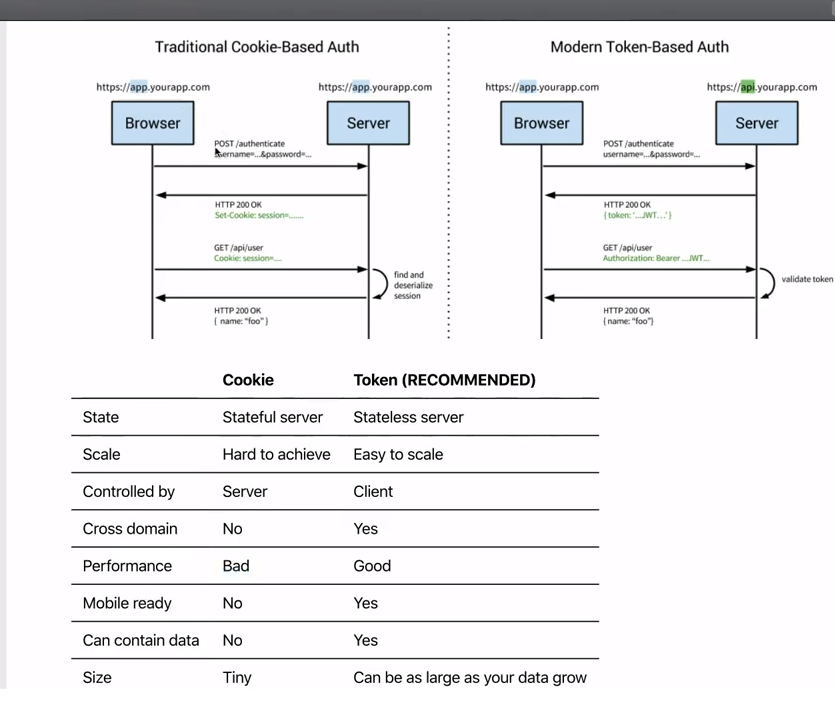 Traditional Cookie-Based Auth
https://app.yourapp.com
https://app.yourapp.com
Browser
Server
POST /authenticate
username=...&password=...
HTTP 200 OK
Set-Cookie: session=.......
GET /api/user
Cookie: session=....
find and
deserialize
session
HTTP 200 OK
{ name: "foo" }
Modern Token-Based Auth
https://app.yourapp.com
https://api.yourapp.com
Browser
Server
POST /authenticate
username=...&password=...
HTTP 200 OK
{ token: '...JWT...' }
GET /api/user
Authorization: Bearer ...JWT...
validate token
HTTP 200 OK
{ name: "foo"}
Cookie Token (RECOMMENDED)
State Stateful server Stateless server
Scale Hard to achieve Easy to scale
Controlled by Server Client
Cross domain No Yes
Performance Bad Good
Mobile ready No Yes
Can contain data No Yes
Size Tiny Can be as large as your data grow